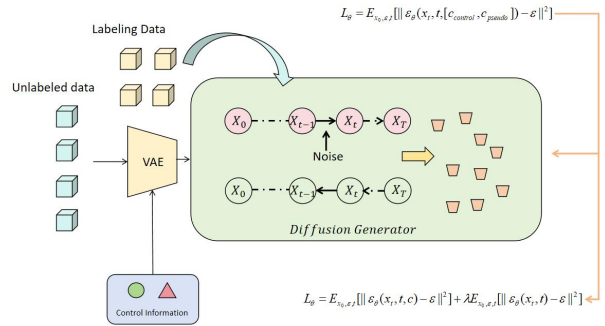 L_θ = E_{x_0,ε,t}[|| ε_θ(x_t, t, [c_control, c_pseudo]) − ε ||²]
Labeling Data
Unlabeled data
X_0 X_{t−1} X_t X_T
Noise
VAE
X_0 X_{t−1} X_t X_T
Diffusion Generator
Control Information
L_θ = E_{x_0,ε,t}[|| ε_θ(x_t, t, c) − ε ||²] + λE_{x_0,ε,t}[|| ε_θ(x_t, t) − ε ||²]